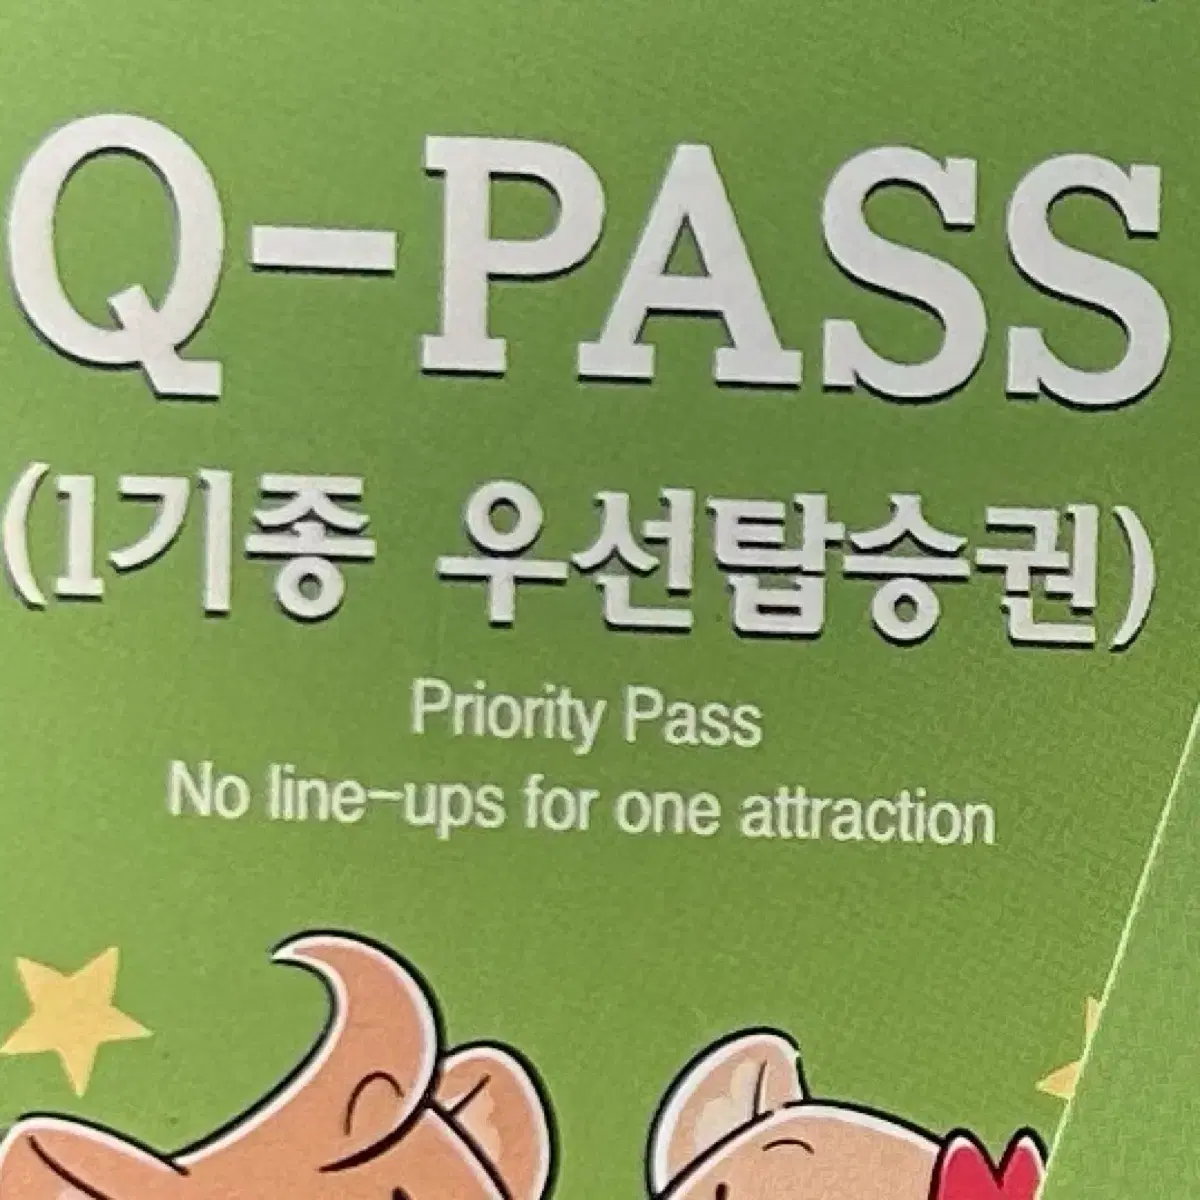 Q-PASS
(1기종 우선탑승권)
Priority Pass
No line-ups for one attraction